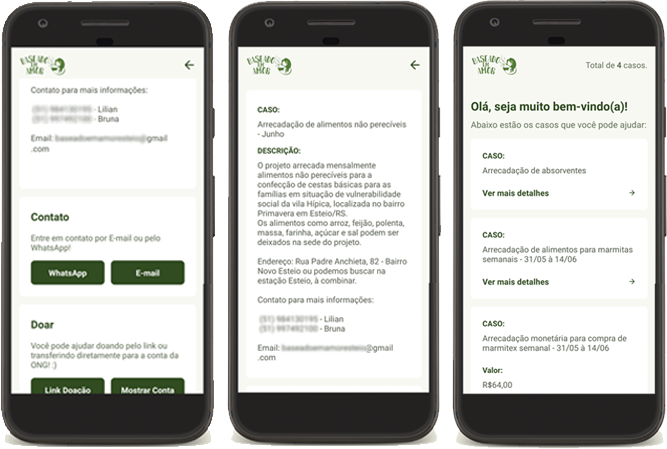 BASEADO
EM
AMOR
Contato para mais informações:
- Lilian
- Bruna
Email: @gmail
.com
Contato
Entre em contato por E-mail ou pelo
WhatsApp!
WhatsApp
E-mail
Doar
Você pode ajudar doando pelo link ou
transferindo diretamente para a conta da
ONG! :)
Link Doação
Mostrar Conta
BASEADO
EM
AMOR
CASO:
Arrecadação de alimentos não perecíveis
- Junho
DESCRIÇÃO:
O projeto arrecada mensalmente
alimentos não perecíveis para a
confecção de cestas básicas para as
famílias em situação de vulnerabilidade
social da vila Hípica, localizada no bairro
Primavera em Esteio/RS.
Os alimentos como arroz, feijão, polenta,
massa, farinha, açúcar e sal podem ser
deixados na sede do projeto.
Endereço: Rua Padre Anchieta, 82 - Bairro
Novo Esteio ou podemos buscar na
estação Esteio, à combinar.
Contato para mais informações:
- Lilian
- Bruna
Email: @gmail
.com
BASEADO
EM
AMOR
Total de 4 casos.
Olá, seja muito bem-vindo(a)!
Abaixo estão os casos que você pode ajudar:
CASO:
Arrecadação de absorventes
Ver mais detalhes
CASO:
Arrecadação de alimentos para marmitas
semanais - 31/05 à 14/06
Ver mais detalhes
CASO:
Arrecadação monetária para compra de
marmitex semanal - 31/05 à 14/06
Valor:
R$64,00